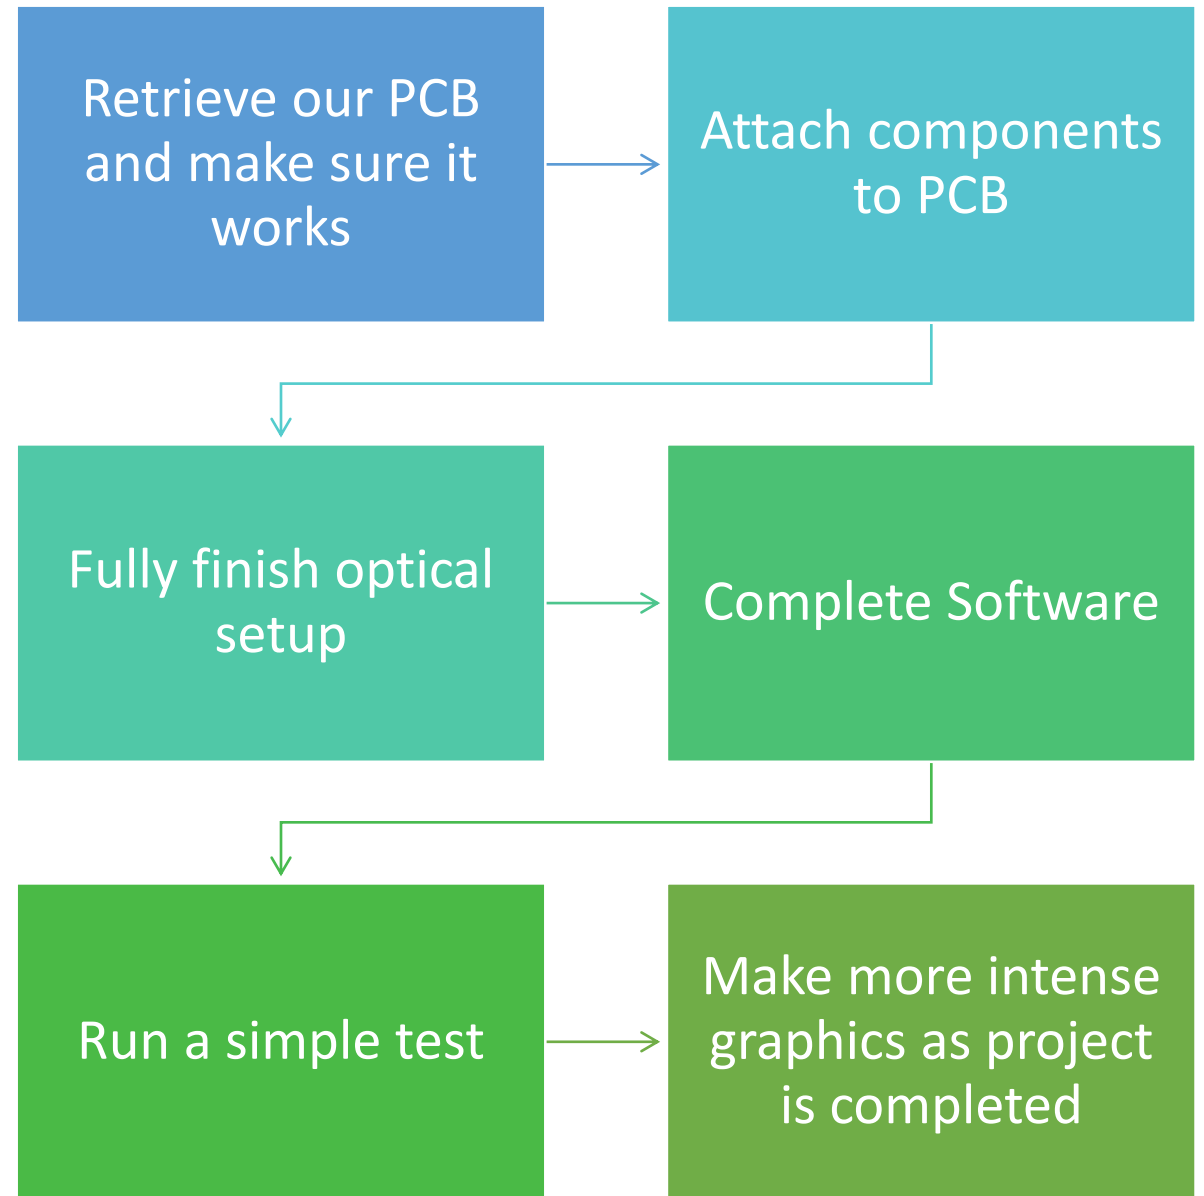 Retrieve our PCB
and make sure it
works
Attach components
to PCB
Fully finish optical
setup
Complete Software
Run a simple test
Make more intense
graphics as project
is completed